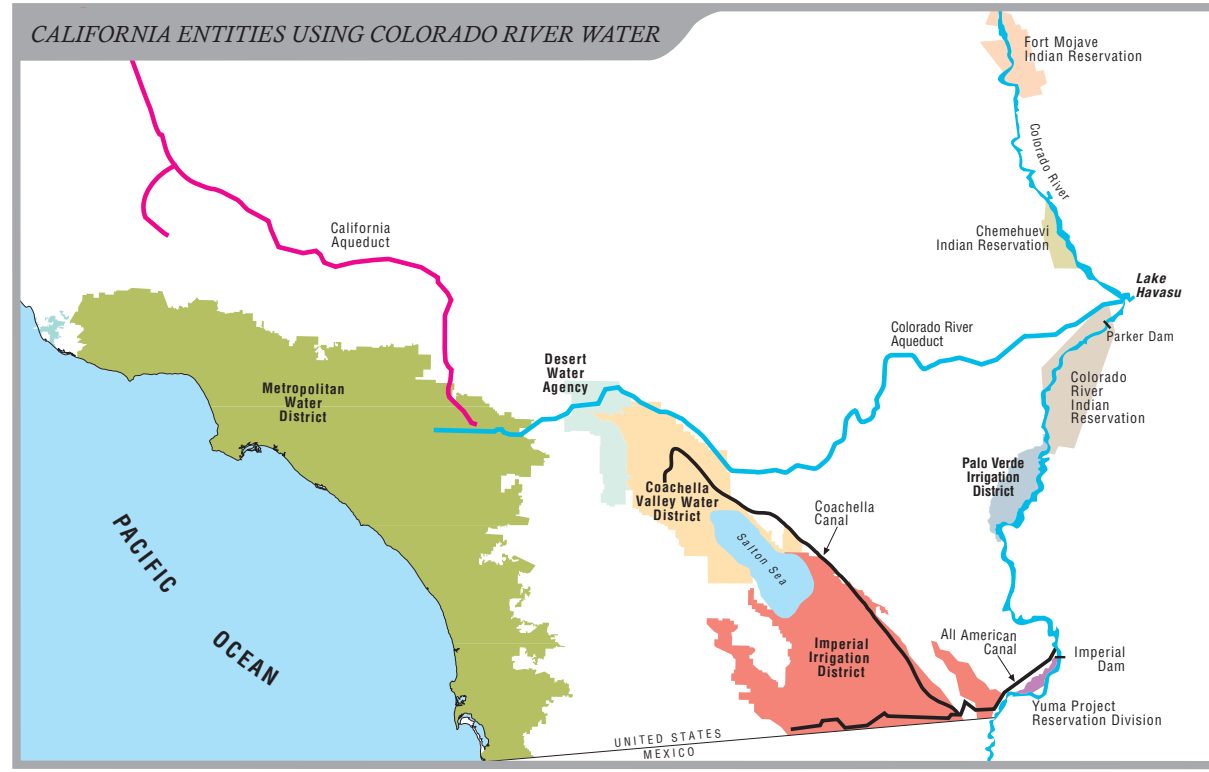 CALIFORNIA ENTITIES USING COLORADO RIVER WATER
Fort Mojave
Indian Reservation
Colorado River
California
Aqueduct
Chemehuevi
Indian Reservation
Lake
Havasu
Colorado River
Aqueduct
Parker Dam
Desert
Water
Agency
Metropolitan
Water
District
Colorado
River
Indian
Reservation
Palo Verde
Irrigation
District
Coachella
Valley Water
District
Coachella
Canal
Salton Sea
PACIFIC
OCEAN
Imperial
Irrigation
District
All American
Canal
Imperial
Dam
Yuma Project
Reservation Division
UNITED STATES
MEXICO